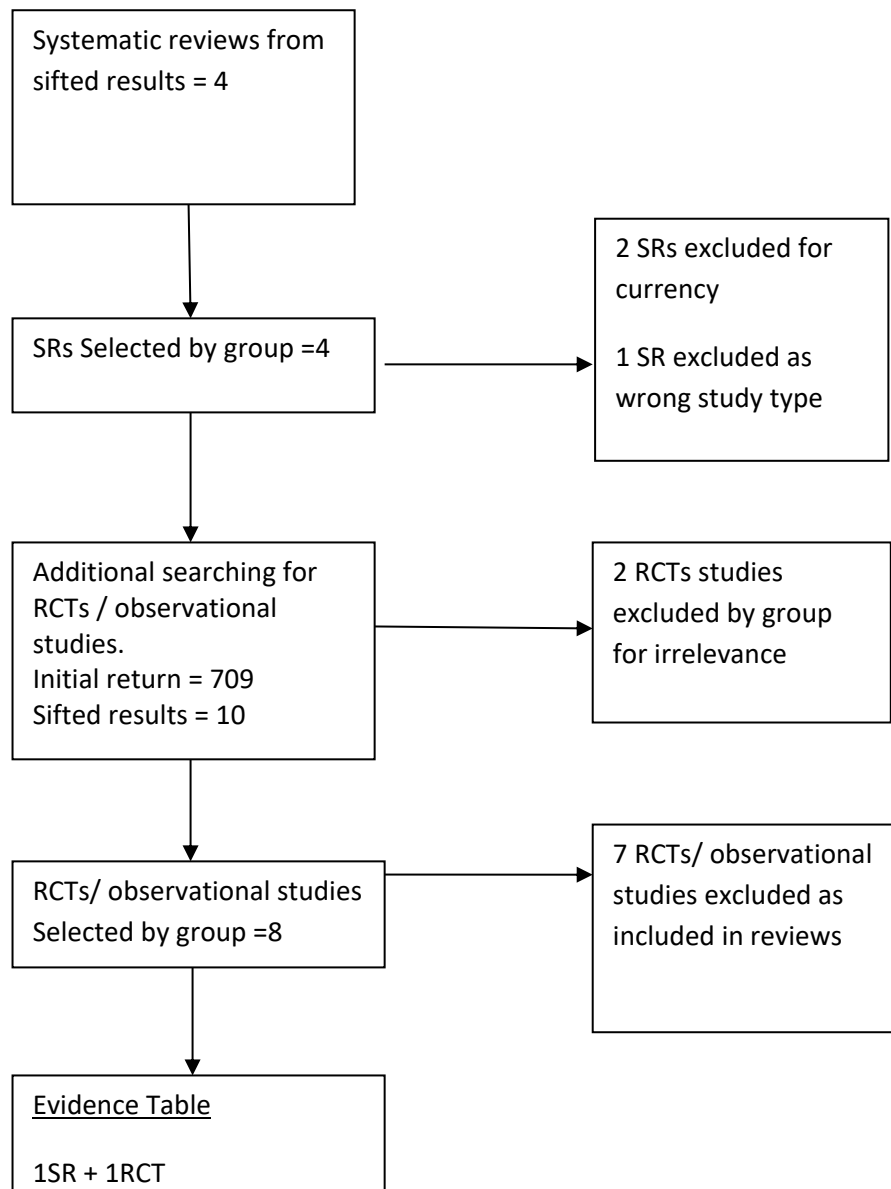 Systematic reviews from
sifted results = 4
2 SRs excluded for
currency
1 SR excluded as
wrong study type
SRs Selected by group =4
Additional searching for
RCTs / observational
studies.
Initial return = 709
Sifted results = 10
2 RCTs studies
excluded by group
for irrelevance
RCTs/ observational studies
Selected by group =8
7 RCTs/ observational
studies excluded as
included in reviews
Evidence Table
1SR + 1RCT